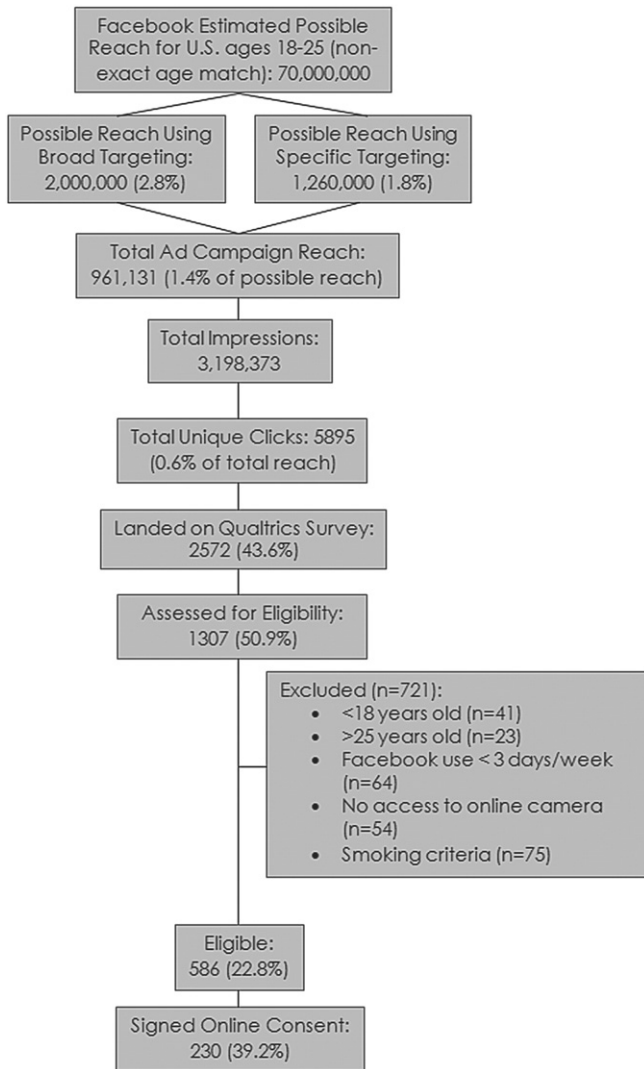 Facebook Estimated Possible
Reach for U.S. ages 18-25 (non-
exact age match): 70,000,000
Possible Reach Using
Broad Targeting:
2,000,000 (2.8%)
Possible Reach Using
Specific Targeting:
1,260,000 (1.8%)
Total Ad Campaign Reach:
961,131 (1.4% of possible reach)
Total Impressions:
3,198,373
Total Unique Clicks: 5895
(0.6% of total reach)
Landed on Qualtrics Survey:
2572 (43.6%)
Assessed for Eligibility:
1307 (50.9%)
Excluded (n=721):
• <18 years old (n=41)
• >25 years old (n=23)
• Facebook use < 3 days/week
(n=64)
• No access to online camera
(n=54)
• Smoking criteria (n=75)
Eligible:
586 (22.8%)
Signed Online Consent:
230 (39.2%)